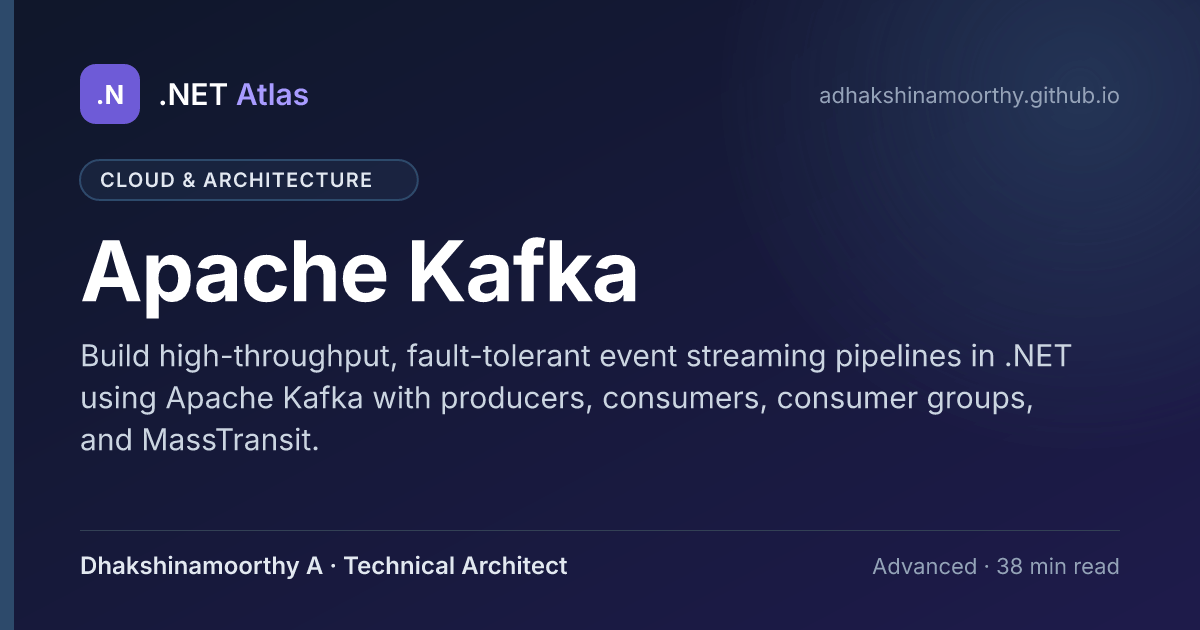 .N
.NET Atlas
adhakshinamoorthy.github.io
CLOUD & ARCHITECTURE
Apache Kafka
Build high-throughput, fault-tolerant event streaming pipelines in .NET
using Apache Kafka with producers, consumers, consumer groups,
and MassTransit.
Dhakshinamoorthy A · Technical Architect
Advanced · 38 min read